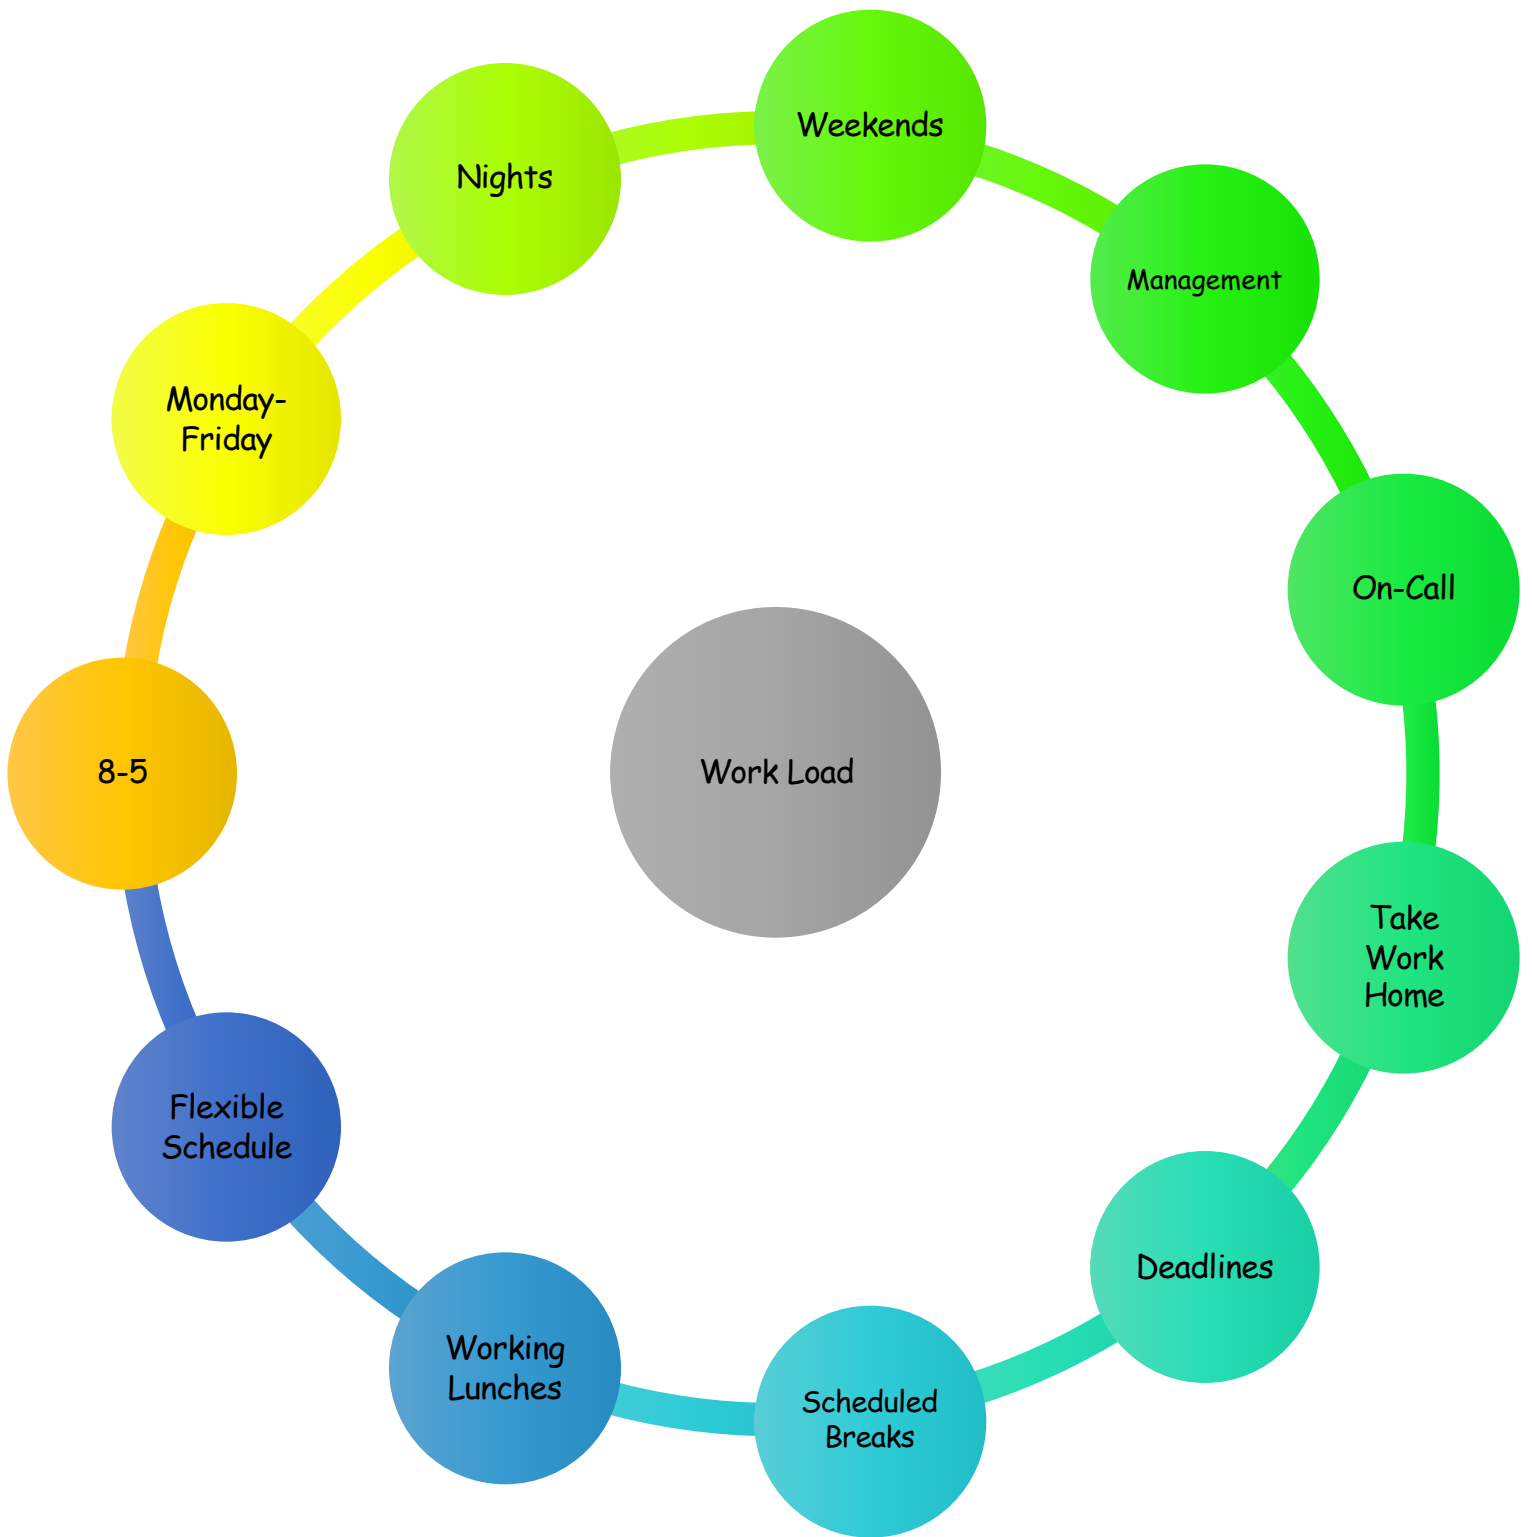 Weekends
Nights
Management
Monday-
Friday
On-Call
8-5
Work Load
Take
Work
Home
Flexible
Schedule
Deadlines
Working
Lunches
Scheduled
Breaks